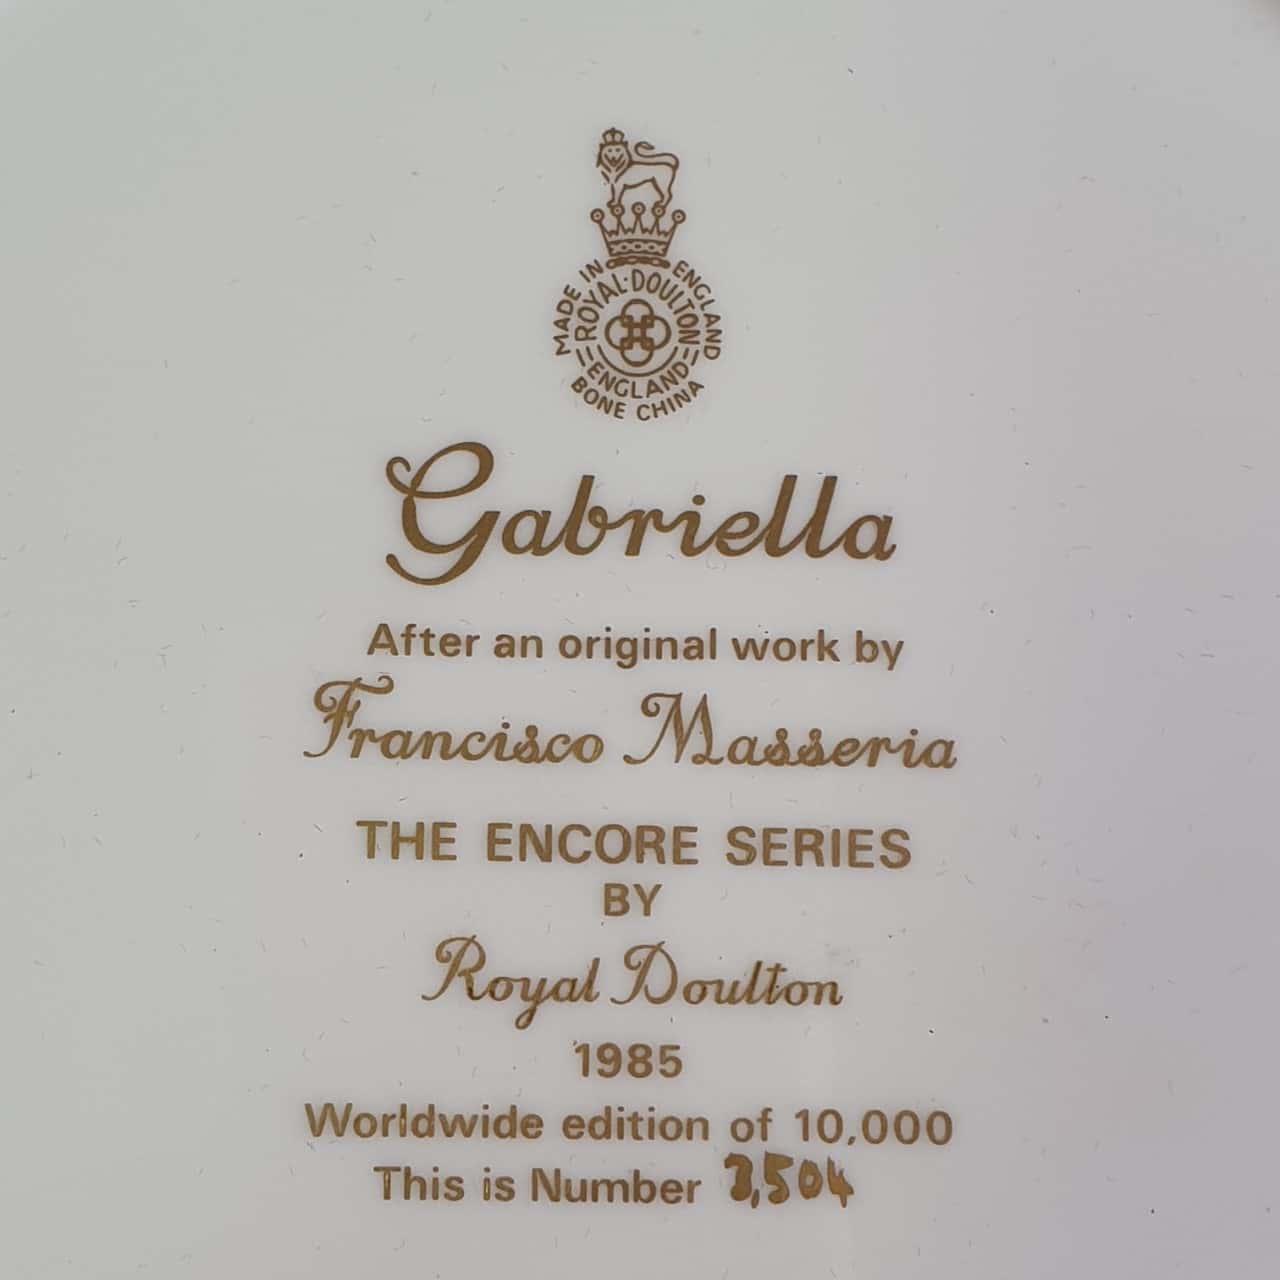 MADE IN ENGLAND
ROYAL·DOULTON
ENGLAND
BONE CHINA
Gabriella
After an original work by
Francisco Masseria
THE ENCORE SERIES
BY
Royal Doulton
1985
Worldwide edition of 10,000
This is Number 3,504